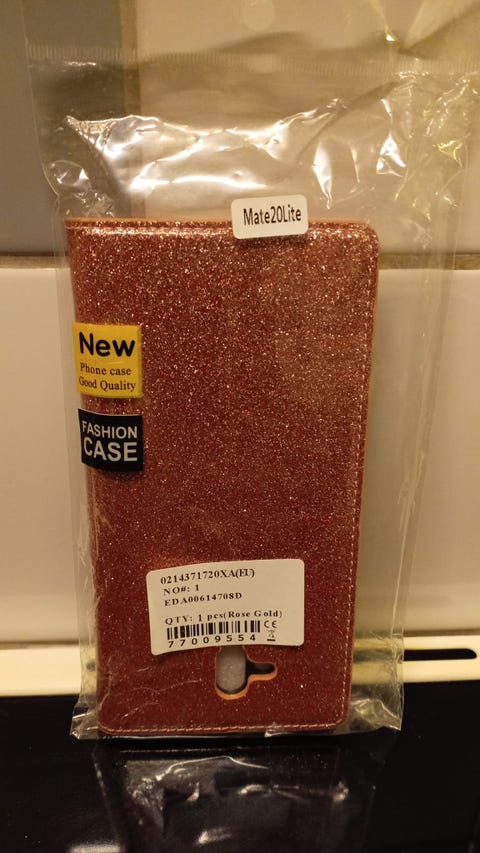 Mate20Lite
New
Phone case
Good Quality
FASHION
CASE
0214371720XA(EU)
NO#: 1
EDA00614708D
QTY: 1 pcs(Rose Gold)
CE
77009554